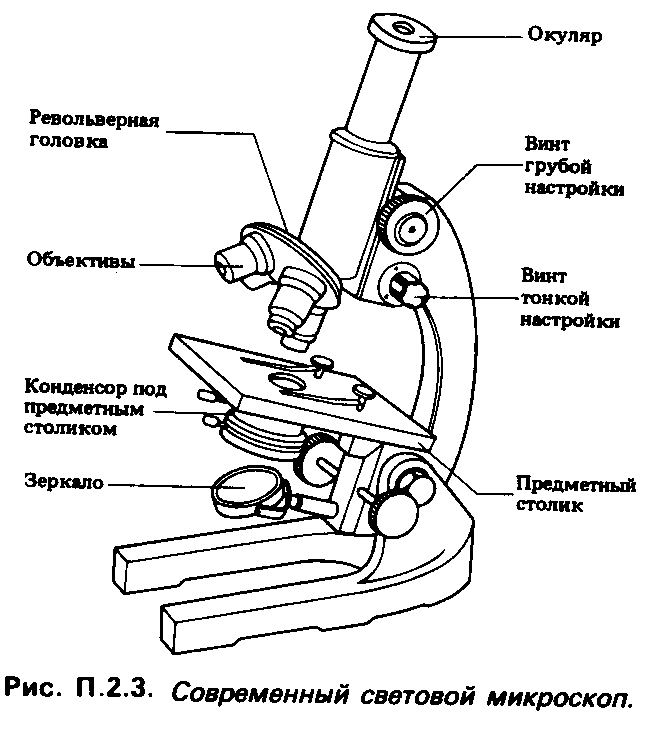 Окуляр
Револьверная
головка
Винт
грубой
настройки
Объективы
Винт
тонкой
настройки
Конденсор под
предметным
столиком
Зеркало
Предметный
столик
Рис. П.2.3. Современный световой микроскоп.